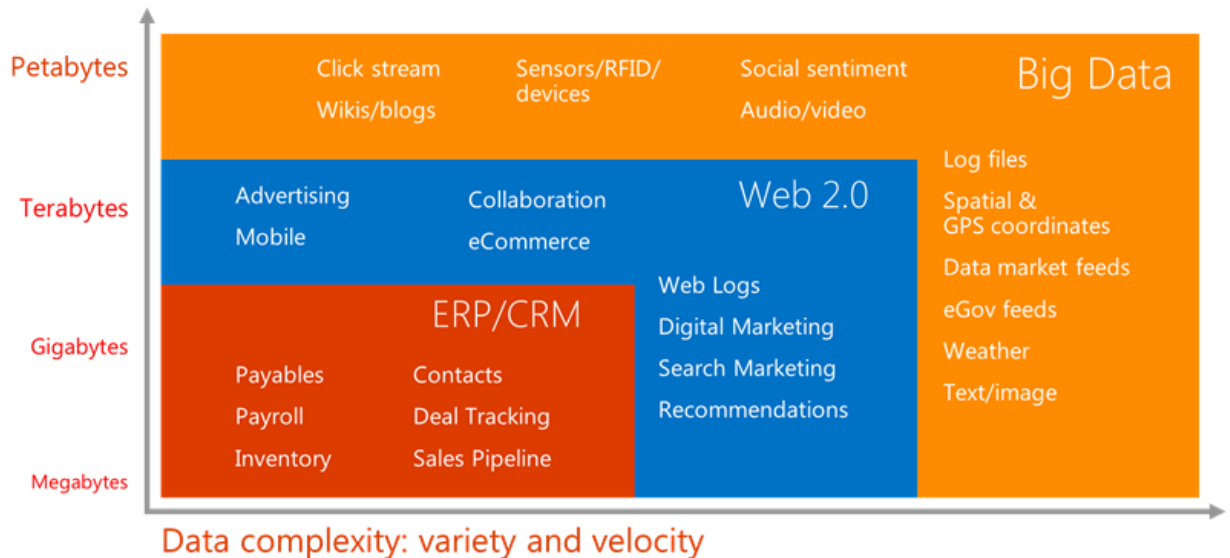 Petabytes
Terabytes
Gigabytes
Megabytes
Big Data
Click stream
Wikis/blogs
Sensors/RFID/
devices
Social sentiment
Audio/video
Log files
Spatial &
GPS coordinates
Data market feeds
eGov feeds
Weather
Text/image
Web 2.0
Advertising
Mobile
Collaboration
eCommerce
Web Logs
Digital Marketing
Search Marketing
Recommendations
ERP/CRM
Payables
Payroll
Inventory
Contacts
Deal Tracking
Sales Pipeline
Data complexity: variety and velocity